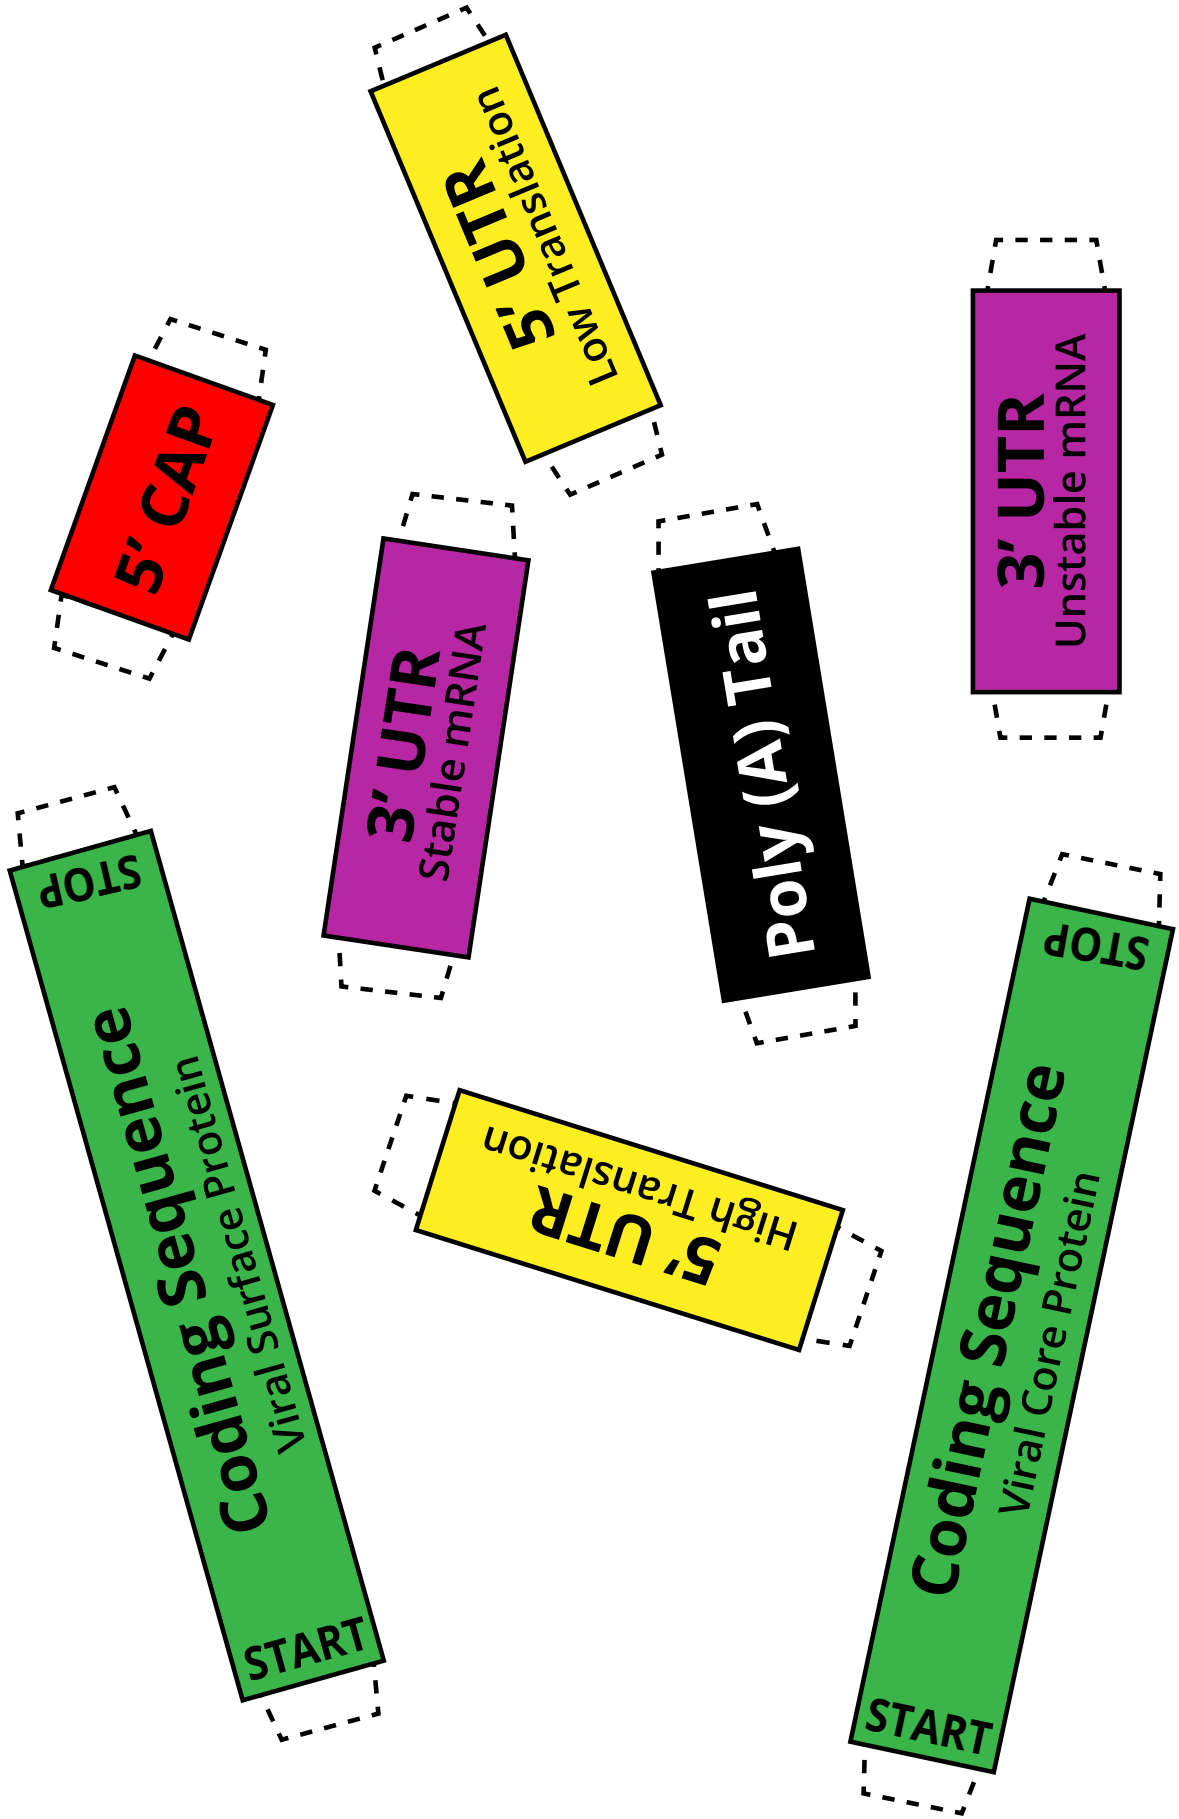 5’ UTR
Low Translation
5’ CAP
3’ UTR
Unstable mRNA
3’ UTR
Stable mRNA
Poly (A) Tail
STOP
Coding Sequence
Viral Surface Protein
START
5’ UTR
High Translation
STOP
Coding Sequence
Viral Core Protein
START